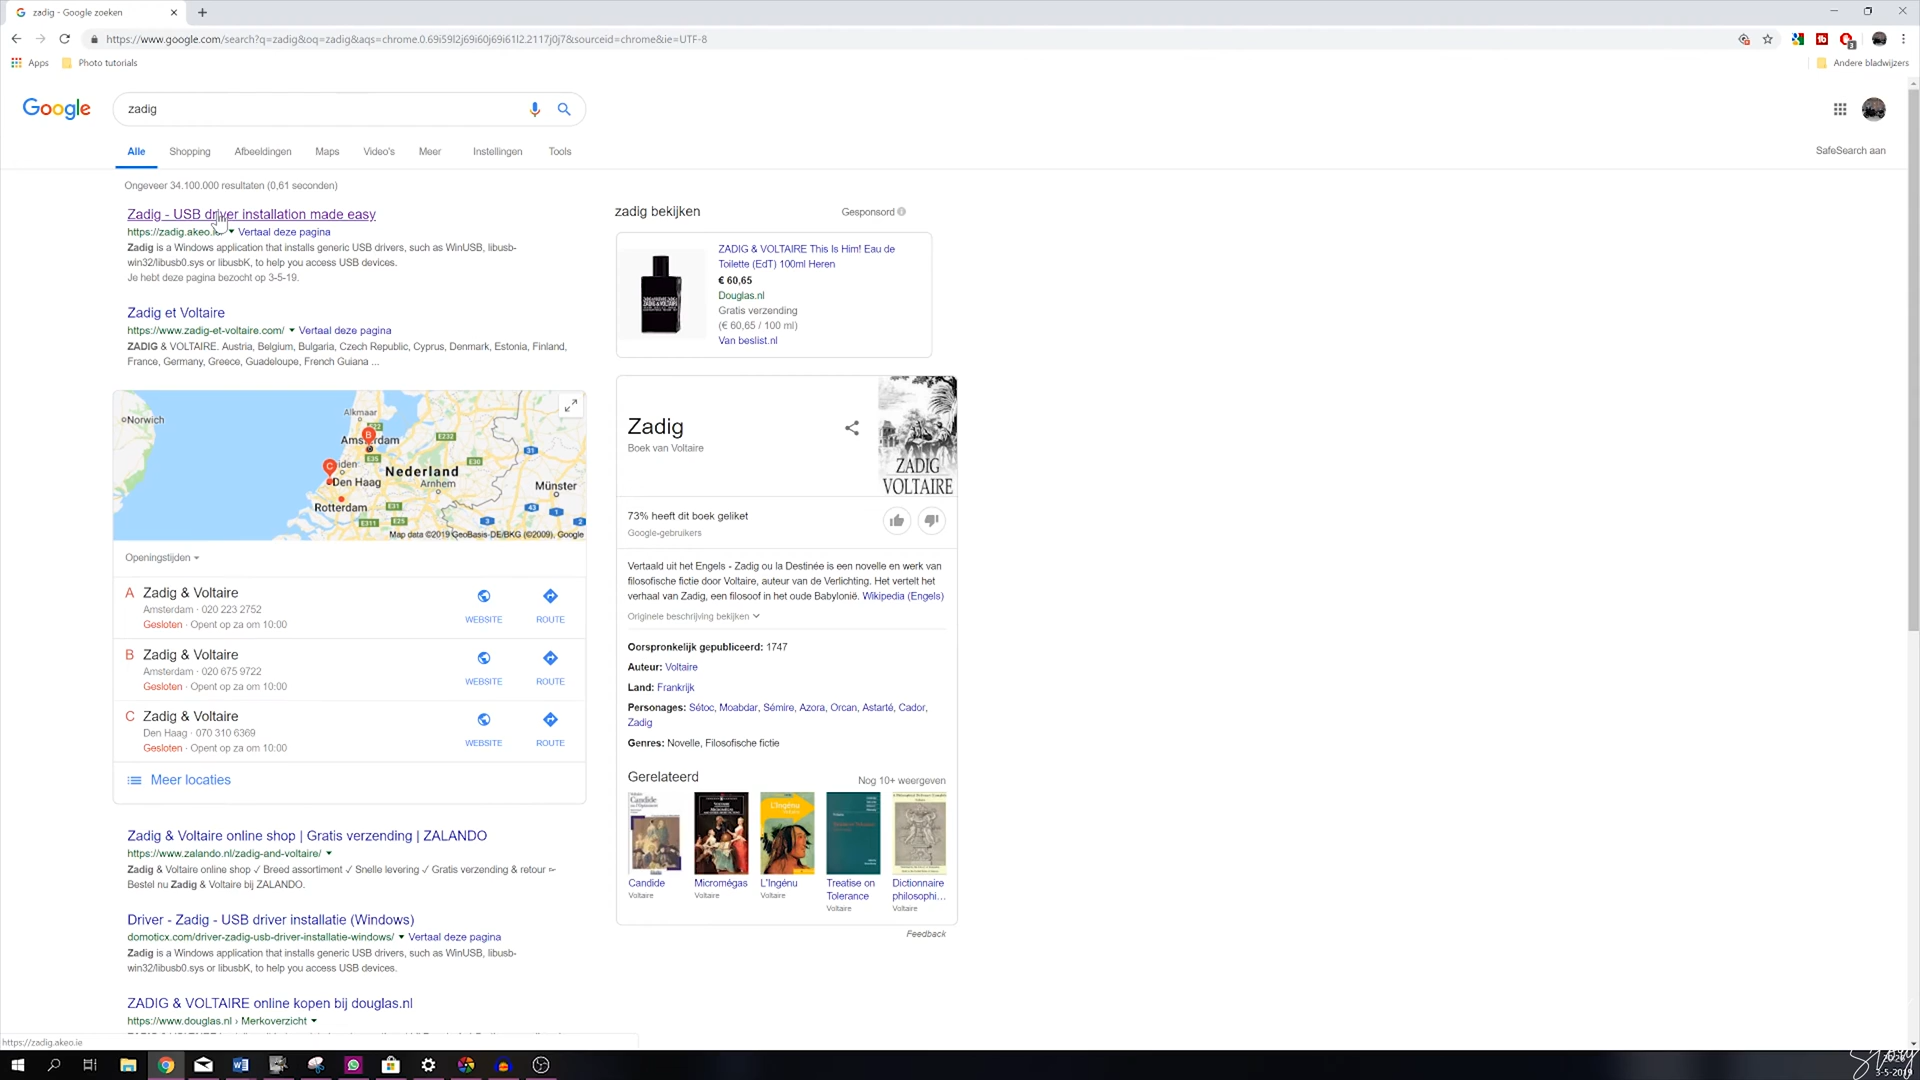 zadig - Google zoeken
https://www.google.com/search?q=zadig&oq=zadig&aqs=chrome.0.69i59l2j69i60j69i61l2.2117j0j7&sourceid=chrome&ie=UTF-8
Apps
Photo tutorials
Andere bladwijzers
Google
zadig
Alle
Shopping
Afbeeldingen
Maps
Video's
Meer
Instellingen
Tools
SafeSearch aan
Ongeveer 34.100.000 resultaten (0,61 seconden)
Zadig - USB driver installation made easy
https://zadig.akeo.ie/ Vertaal deze pagina
Zadig is a Windows application that installs generic USB drivers, such as WinUSB, libusb-
win32/libusb0.sys or libusbK, to help you access USB devices.
Je hebt deze pagina bezocht op 3-5-19.
Zadig et Voltaire
https://www.zadig-et-voltaire.com/ Vertaal deze pagina
ZADIG & VOLTAIRE. Austria, Belgium, Bulgaria, Czech Republic, Cyprus, Denmark, Estonia, Finland,
France, Germany, Greece, Guadeloupe, French Guiana ...
Norwich
Alkmaar
E22
B
Amsterdam
E232
31
E35
E30
C
Leiden
Nederland
Den Haag
Arnhem
Münster
Rotterdam
E31
43
1
E311
E25
3
2
Map data ©2019 GeoBasis-DE/BKG (©2009), Google
Openingstijden
A Zadig & Voltaire
Amsterdam · 020 223 2752
Gesloten · Opent op za om 10:00
WEBSITE
ROUTE
B Zadig & Voltaire
Amsterdam · 020 675 9722
Gesloten · Opent op za om 10:00
WEBSITE
ROUTE
C Zadig & Voltaire
Den Haag · 070 310 6369
Gesloten · Opent op za om 10:00
WEBSITE
ROUTE
Meer locaties
Zadig & Voltaire online shop | Gratis verzending | ZALANDO
https://www.zalando.nl/zadig-and-voltaire/
Zadig & Voltaire online shop ✓ Breed assortiment ✓ Snelle levering ✓ Gratis verzending & retour
Bestel nu Zadig & Voltaire bij ZALANDO.
Driver - Zadig - USB driver installatie (Windows)
domoticx.com/driver-zadig-usb-driver-installatie-windows/ Vertaal deze pagina
Zadig is a Windows application that installs generic USB drivers, such as WinUSB, libusb-
win32/libusb0.sys or libusbK, to help you access USB devices.
ZADIG & VOLTAIRE online kopen bij douglas.nl
https://www.douglas.nl › Merkoverzicht
https://zadig.akeo.ie
zadig bekijken
Gesponsord
ZADIG & VOLTAIRE This Is Him! Eau de
Toilette (EdT) 100ml Heren
€ 60,65
Douglas.nl
Gratis verzending
(€ 60,65 / 100 ml)
Van beslist.nl
Zadig
Boek van Voltaire
ZADIG
VOLTAIRE
73% heeft dit boek geliket
Google-gebruikers
Vertaald uit het Engels - Zadig ou la Destinée is een novelle en werk van
filosofische fictie door Voltaire, auteur van de Verlichting. Het vertelt het
verhaal van Zadig, een filosoof in het oude Babylonië. Wikipedia (Engels)
Originele beschrijving bekijken
Oorspronkelijk gepubliceerd: 1747
Auteur: Voltaire
Land: Frankrijk
Personages: Sétoc, Moabdar, Sémire, Azora, Orcan, Astarté, Cador,
Zadig
Genres: Novelle, Filosofische fictie
Gerelateerd
Nog 10+ weergeven
Candide
L'Ingénu
Candide
Voltaire
Micromégas
Voltaire
L'Ingénu
Voltaire
Treatise on
Tolerance
Voltaire
Dictionnaire
philosophi...
Voltaire
Feedback
3-5-2019